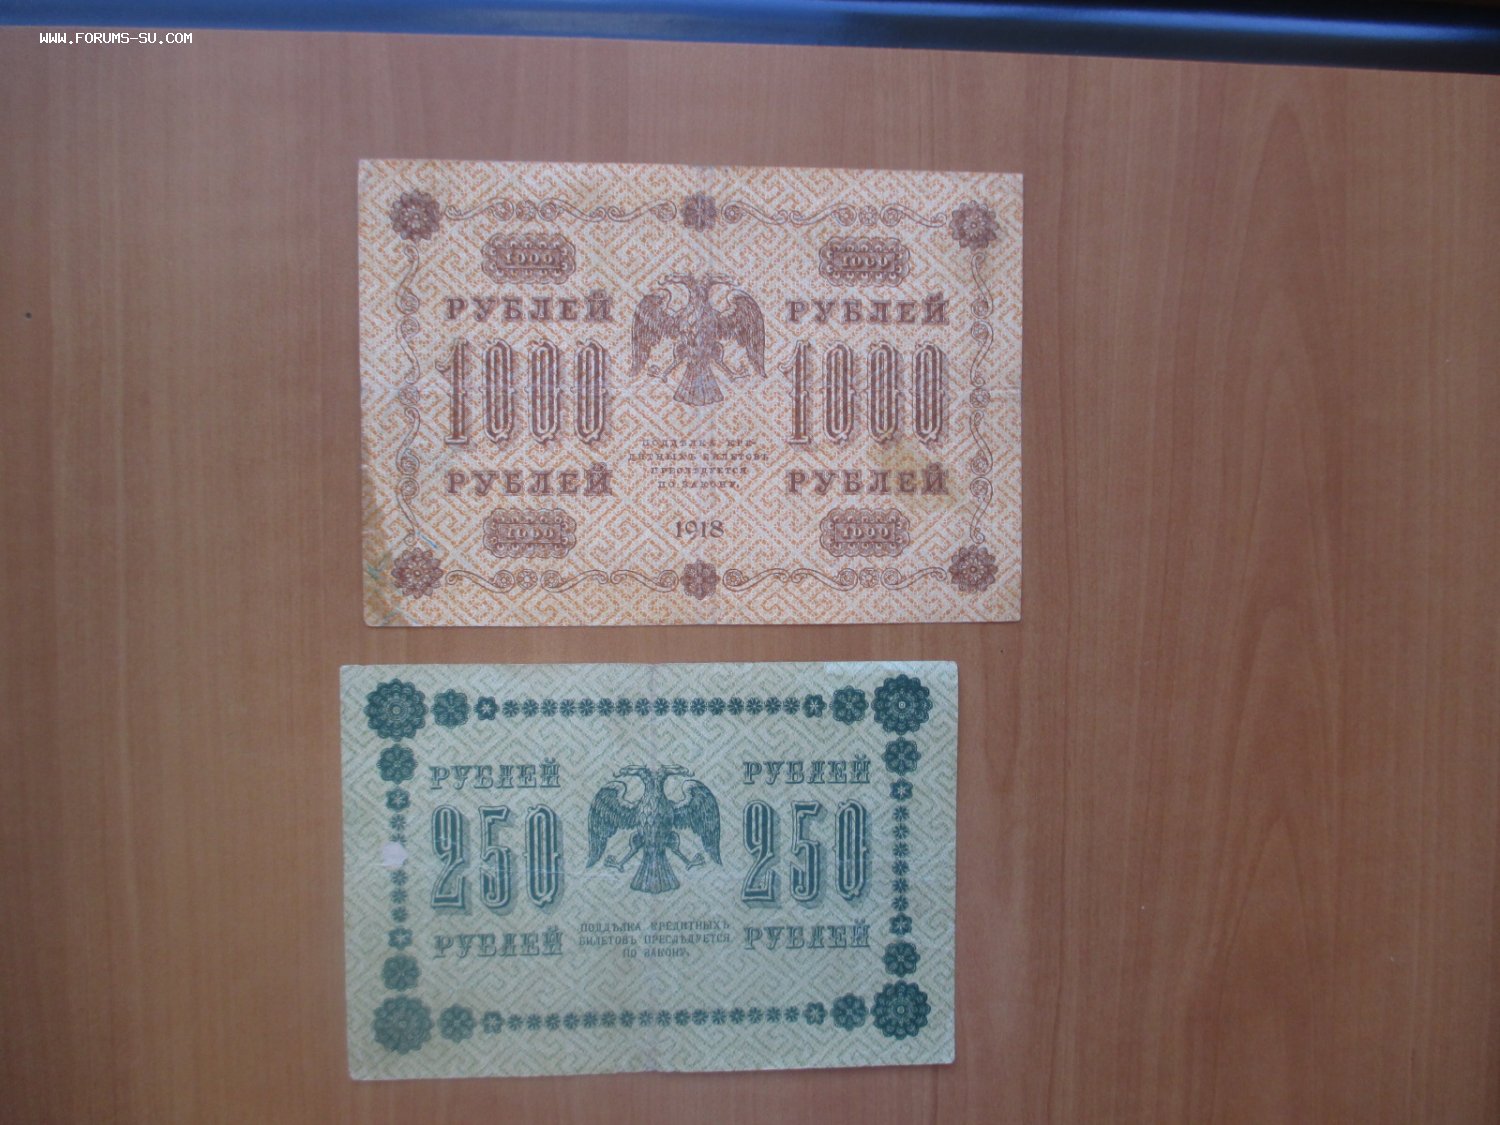 WWW.FORUMS-SU.COM
1000 1000
РУБЛЕЙ РУБЛЕЙ
1000 1000
ПОДДѢЛКА КРЕ-
ДИТНЫХЪ БИЛЕТОВЪ
ПРЕСЛѢДУЕТСЯ
ПО ЗАКОНУ.
РУБЛЕЙ РУБЛЕЙ
1000 1918 1000
РУБЛЕЙ РУБЛЕЙ
250 250
РУБЛЕЙ РУБЛЕЙ
ПОДДѢЛКА КРЕДИТНЫХЪ
БИЛЕТОВЪ ПРЕСЛѢДУЕТСЯ
ПО ЗАКОНУ.